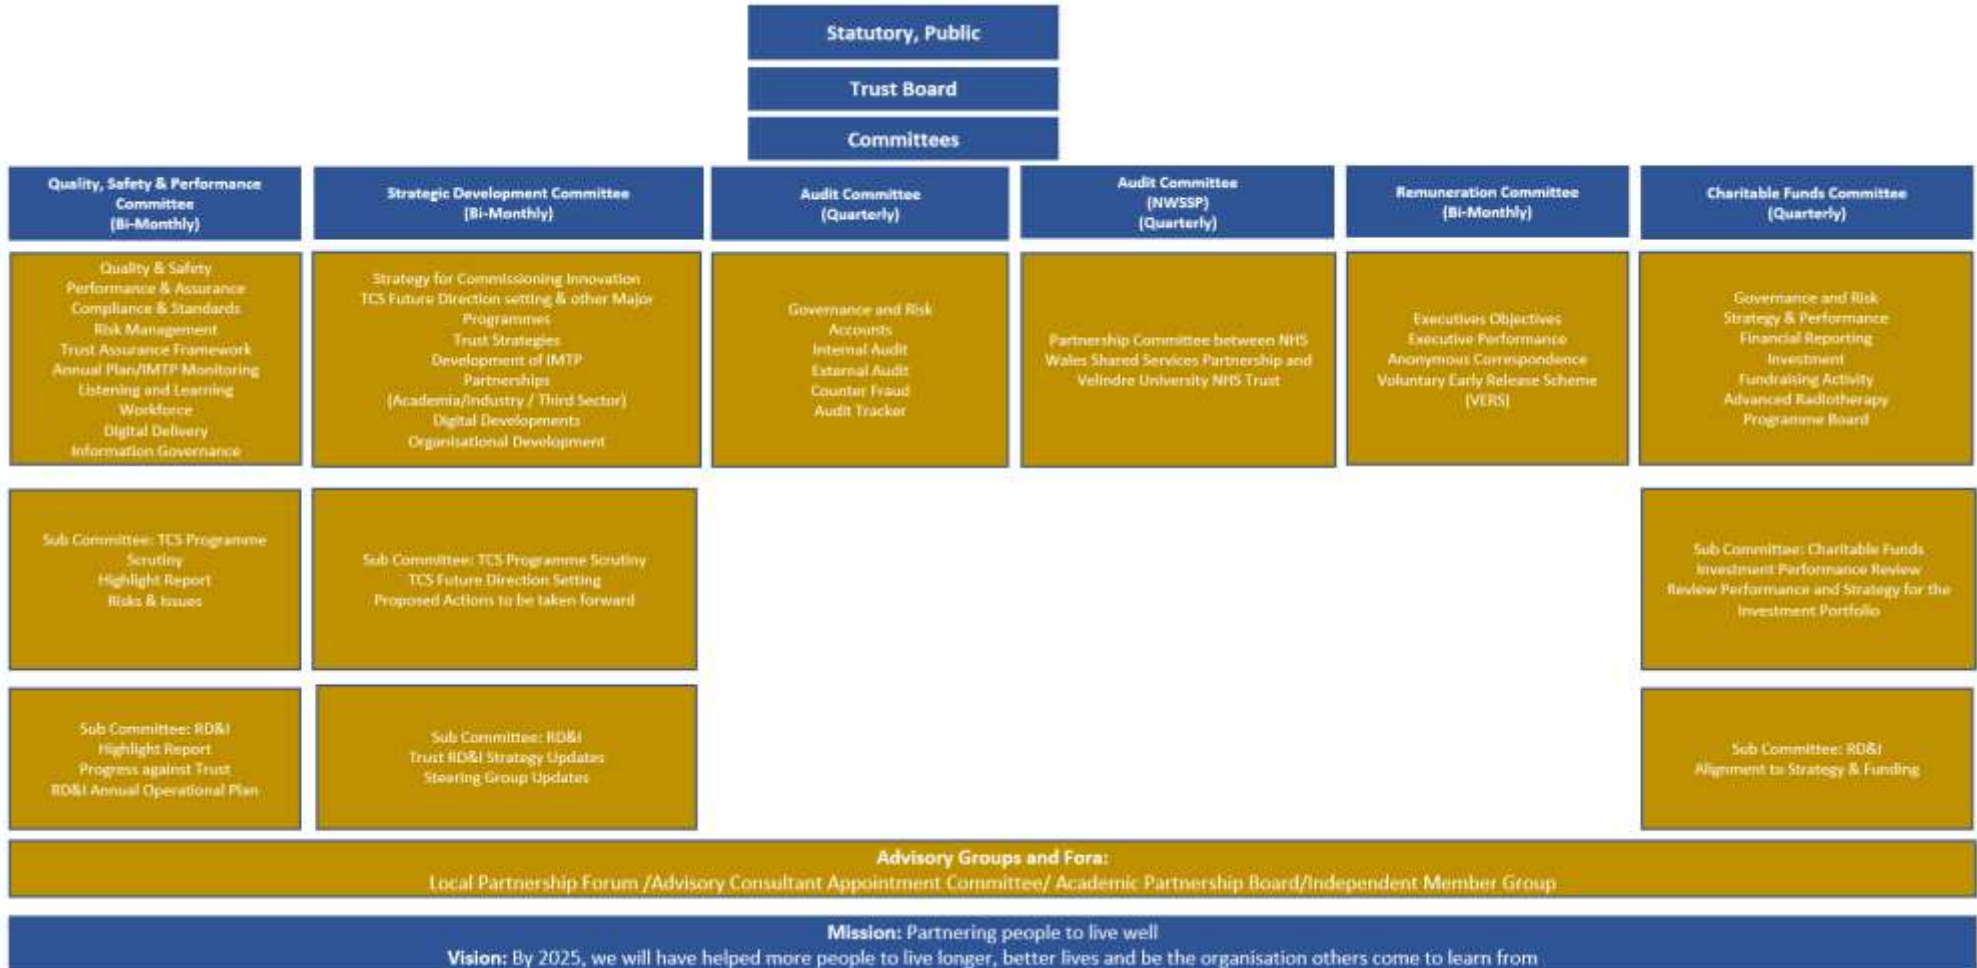 Statutory, Public
Trust Board
Committees
Quality, Safety & Performance
Committee
(Bi-Monthly)
Strategic Development Committee
(Bi-Monthly)
Audit Committee
(Quarterly)
Audit Committee
(NWSSP)
(Quarterly)
Remuneration Committee
(Bi-Monthly)
Charitable Funds Committee
(Quarterly)
Quality & Safety
Performance & Assurance
Compliance & Standards
Risk Management
Trust Assurance Framework
Annual Plan/IMTP Monitoring
Listening and Learning
Workforce
Digital Delivery
Information Governance
Strategy for Commissioning Innovation
TCS Future Direction setting & other Major
Programmes
Trust Strategies
Development of IMTP
Partnerships
(Academia/Industry / Third Sector)
Digital Developments
Organisational Development
Governance and Risk
Accounts
Internal Audit
External Audit
Counter Fraud
Audit Tracker
Partnership Committee between NHS
Wales Shared Services Partnership and
Velindre University NHS Trust
Executives Objectives
Executive Performance
Anonymous Correspondence
Voluntary Early Release Scheme
(VERS)
Governance and Risk
Strategy & Performance
Financial Reporting
Investment
Fundraising Activity
Advanced Radiotherapy
Programme Board
Sub Committee: TCS Programme
Scrutiny
Highlight Report
Risks & Issues
Sub Committee: TCS Programme Scrutiny
TCS Future Direction Setting
Proposed Actions to be taken forward
Sub Committee: Charitable Funds
Investment Performance Review
Review Performance and Strategy for the
Investment Portfolio
Sub Committee: RD&I
Highlight Report
Progress against Trust
RD&I Annual Operational Plan
Sub Committee: RD&I
Trust RD&I Strategy Updates
Steering Group Updates
Sub Committee: RD&I
Alignment to Strategy & Funding
Advisory Groups and Fora:
Local Partnership Forum /Advisory Consultant Appointment Committee/ Academic Partnership Board/Independent Member Group
Mission: Partnering people to live well
Vision: By 2025, we will have helped more people to live longer, better lives and be the organisation others come to learn from